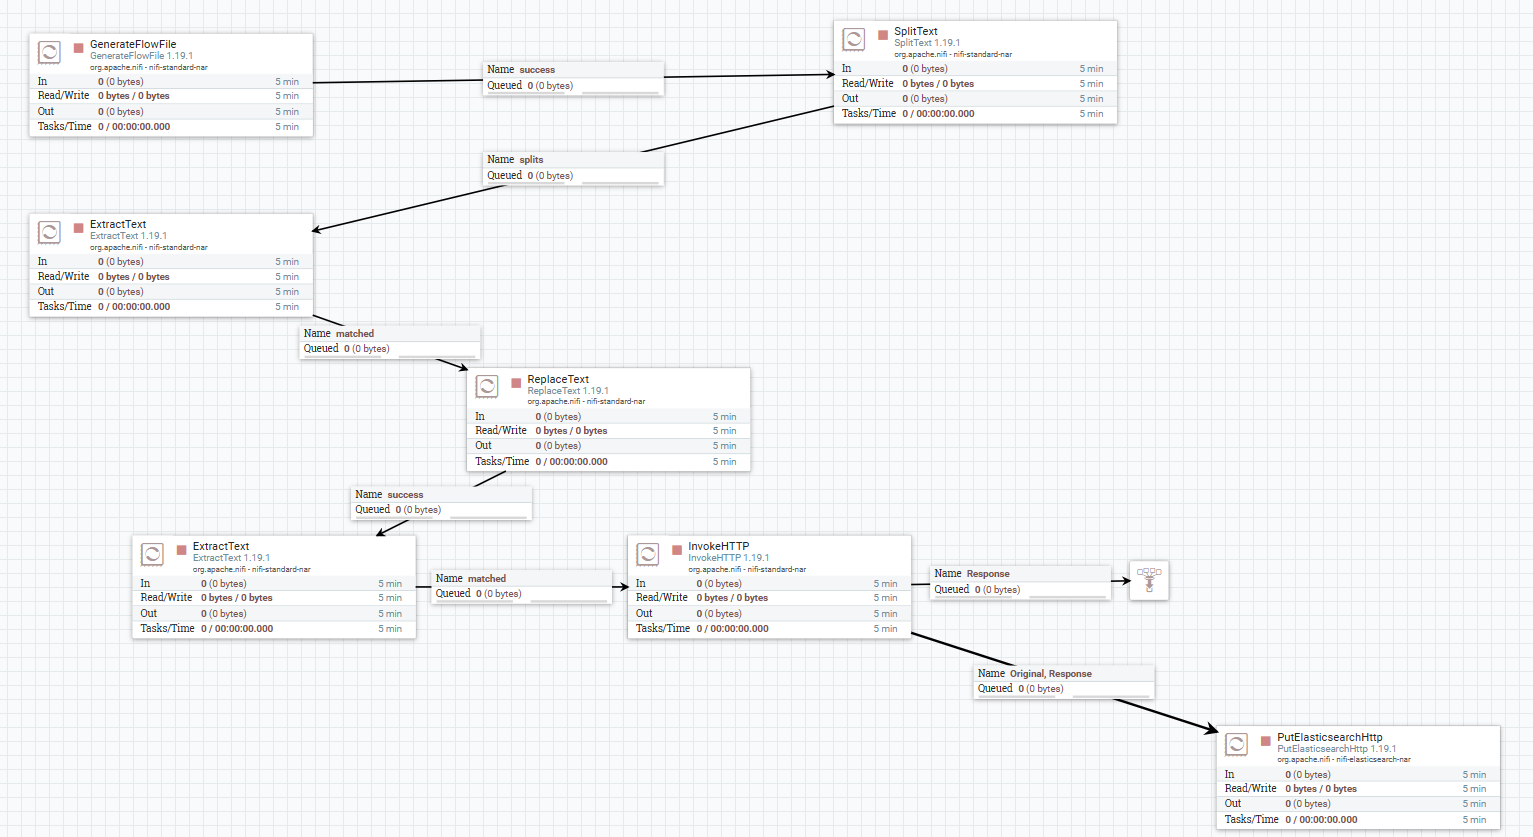 GenerateFlowFile
GenerateFlowFile 1.19.1
org.apache.nifi - nifi-standard-nar
In 0 (0 bytes) 5 min
Read/Write 0 bytes / 0 bytes 5 min
Out 0 (0 bytes) 5 min
Tasks/Time 0 / 00:00:00.000 5 min
Name success
Queued 0 (0 bytes)
SplitText
SplitText 1.19.1
org.apache.nifi - nifi-standard-nar
In 0 (0 bytes) 5 min
Read/Write 0 bytes / 0 bytes 5 min
Out 0 (0 bytes) 5 min
Tasks/Time 0 / 00:00:00.000 5 min
Name splits
Queued 0 (0 bytes)
ExtractText
ExtractText 1.19.1
org.apache.nifi - nifi-standard-nar
In 0 (0 bytes) 5 min
Read/Write 0 bytes / 0 bytes 5 min
Out 0 (0 bytes) 5 min
Tasks/Time 0 / 00:00:00.000 5 min
Name matched
Queued 0 (0 bytes)
ReplaceText
ReplaceText 1.19.1
org.apache.nifi - nifi-standard-nar
In 0 (0 bytes) 5 min
Read/Write 0 bytes / 0 bytes 5 min
Out 0 (0 bytes) 5 min
Tasks/Time 0 / 00:00:00.000 5 min
Name success
Queued 0 (0 bytes)
ExtractText
ExtractText 1.19.1
org.apache.nifi - nifi-standard-nar
In 0 (0 bytes) 5 min
Read/Write 0 bytes / 0 bytes 5 min
Out 0 (0 bytes) 5 min
Tasks/Time 0 / 00:00:00.000 5 min
Name matched
Queued 0 (0 bytes)
InvokeHTTP
InvokeHTTP 1.19.1
org.apache.nifi - nifi-standard-nar
In 0 (0 bytes) 5 min
Read/Write 0 bytes / 0 bytes 5 min
Out 0 (0 bytes) 5 min
Tasks/Time 0 / 00:00:00.000 5 min
Name Response
Queued 0 (0 bytes)
Name Original, Response
Queued 0 (0 bytes)
PutElasticsearchHttp
PutElasticsearchHttp 1.19.1
org.apache.nifi - nifi-elasticsearch-nar
In 0 (0 bytes) 5 min
Read/Write 0 bytes / 0 bytes 5 min
Out 0 (0 bytes) 5 min
Tasks/Time 0 / 00:00:00.000 5 min